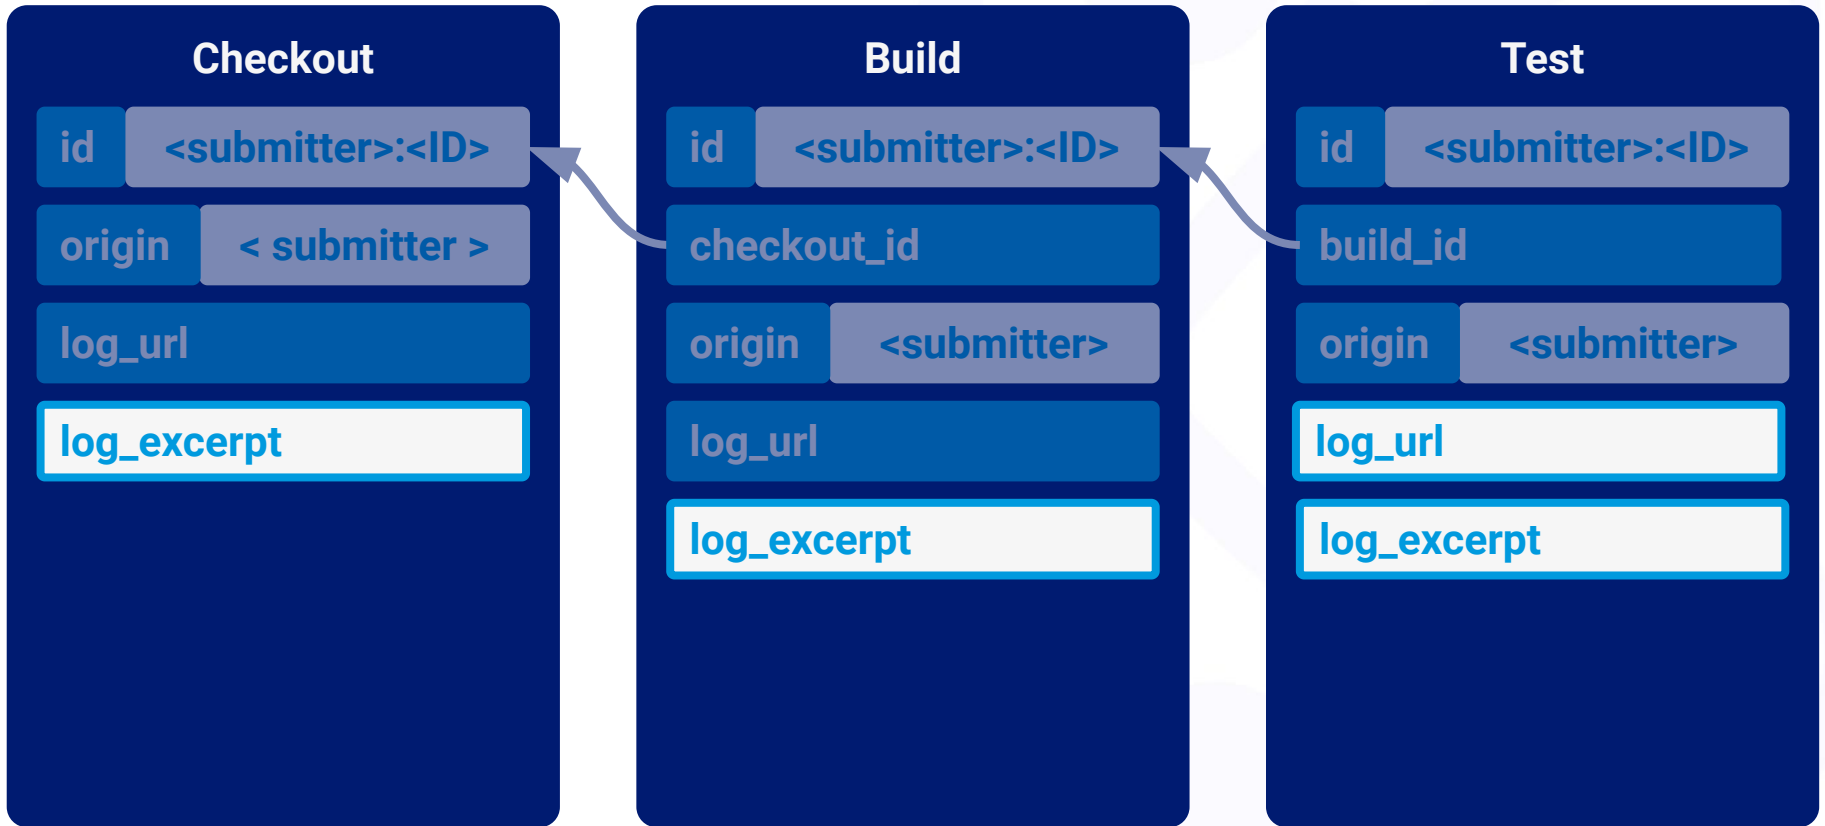 Checkout
id <submitter>:<ID>
origin < submitter >
log_url
log_excerpt
Build
id <submitter>:<ID>
checkout_id
origin <submitter>
log_url
log_excerpt
Test
id <submitter>:<ID>
build_id
origin <submitter>
log_url
log_excerpt